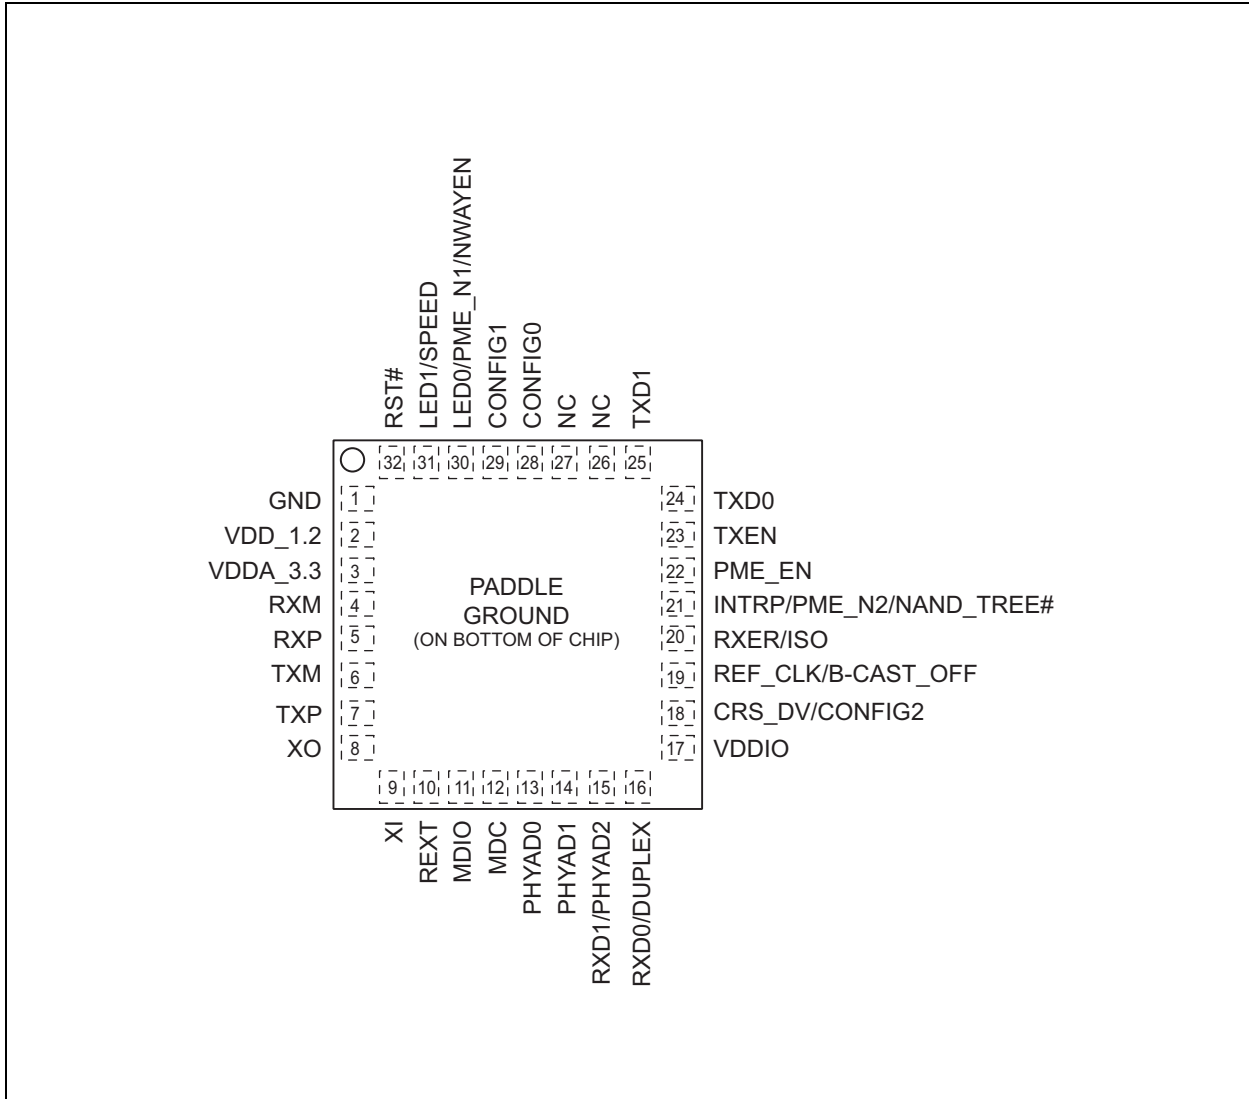 RST#
LED1/SPEED
LED0/PME_N1/NWAYEN
CONFIG1
CONFIG0
NC
NC
TXD1
32 31 30 29 28 27 26 25
GND 1
VDD_1.2 2
VDDA_3.3 3
RXM 4
RXP 5
TXM 6
TXP 7
XO 8
PADDLE
GROUND
(ON BOTTOM OF CHIP)
24 TXD0
23 TXEN
22 PME_EN
21 INTRP/PME_N2/NAND_TREE#
20 RXER/ISO
19 REF_CLK/B-CAST_OFF
18 CRS_DV/CONFIG2
17 VDDIO
9 10 11 12 13 14 15 16
XI
REXT
MDIO
MDC
PHYAD0
PHYAD1
RXD1/PHYAD2
RXD0/DUPLEX